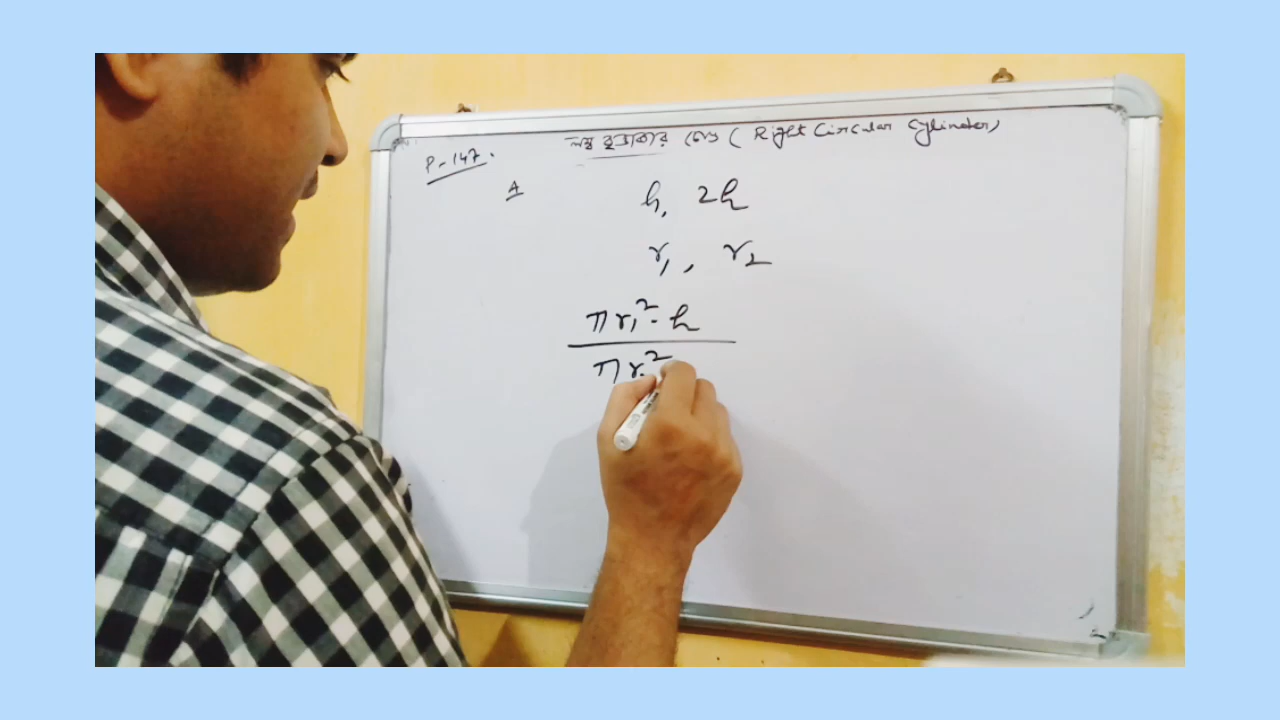 লম্ব বৃত্তাকার চোঙ ( Right Circular Cylinder)
P-147.
A
h, 2h
r₁, r₂
πr₁²·h
πr²